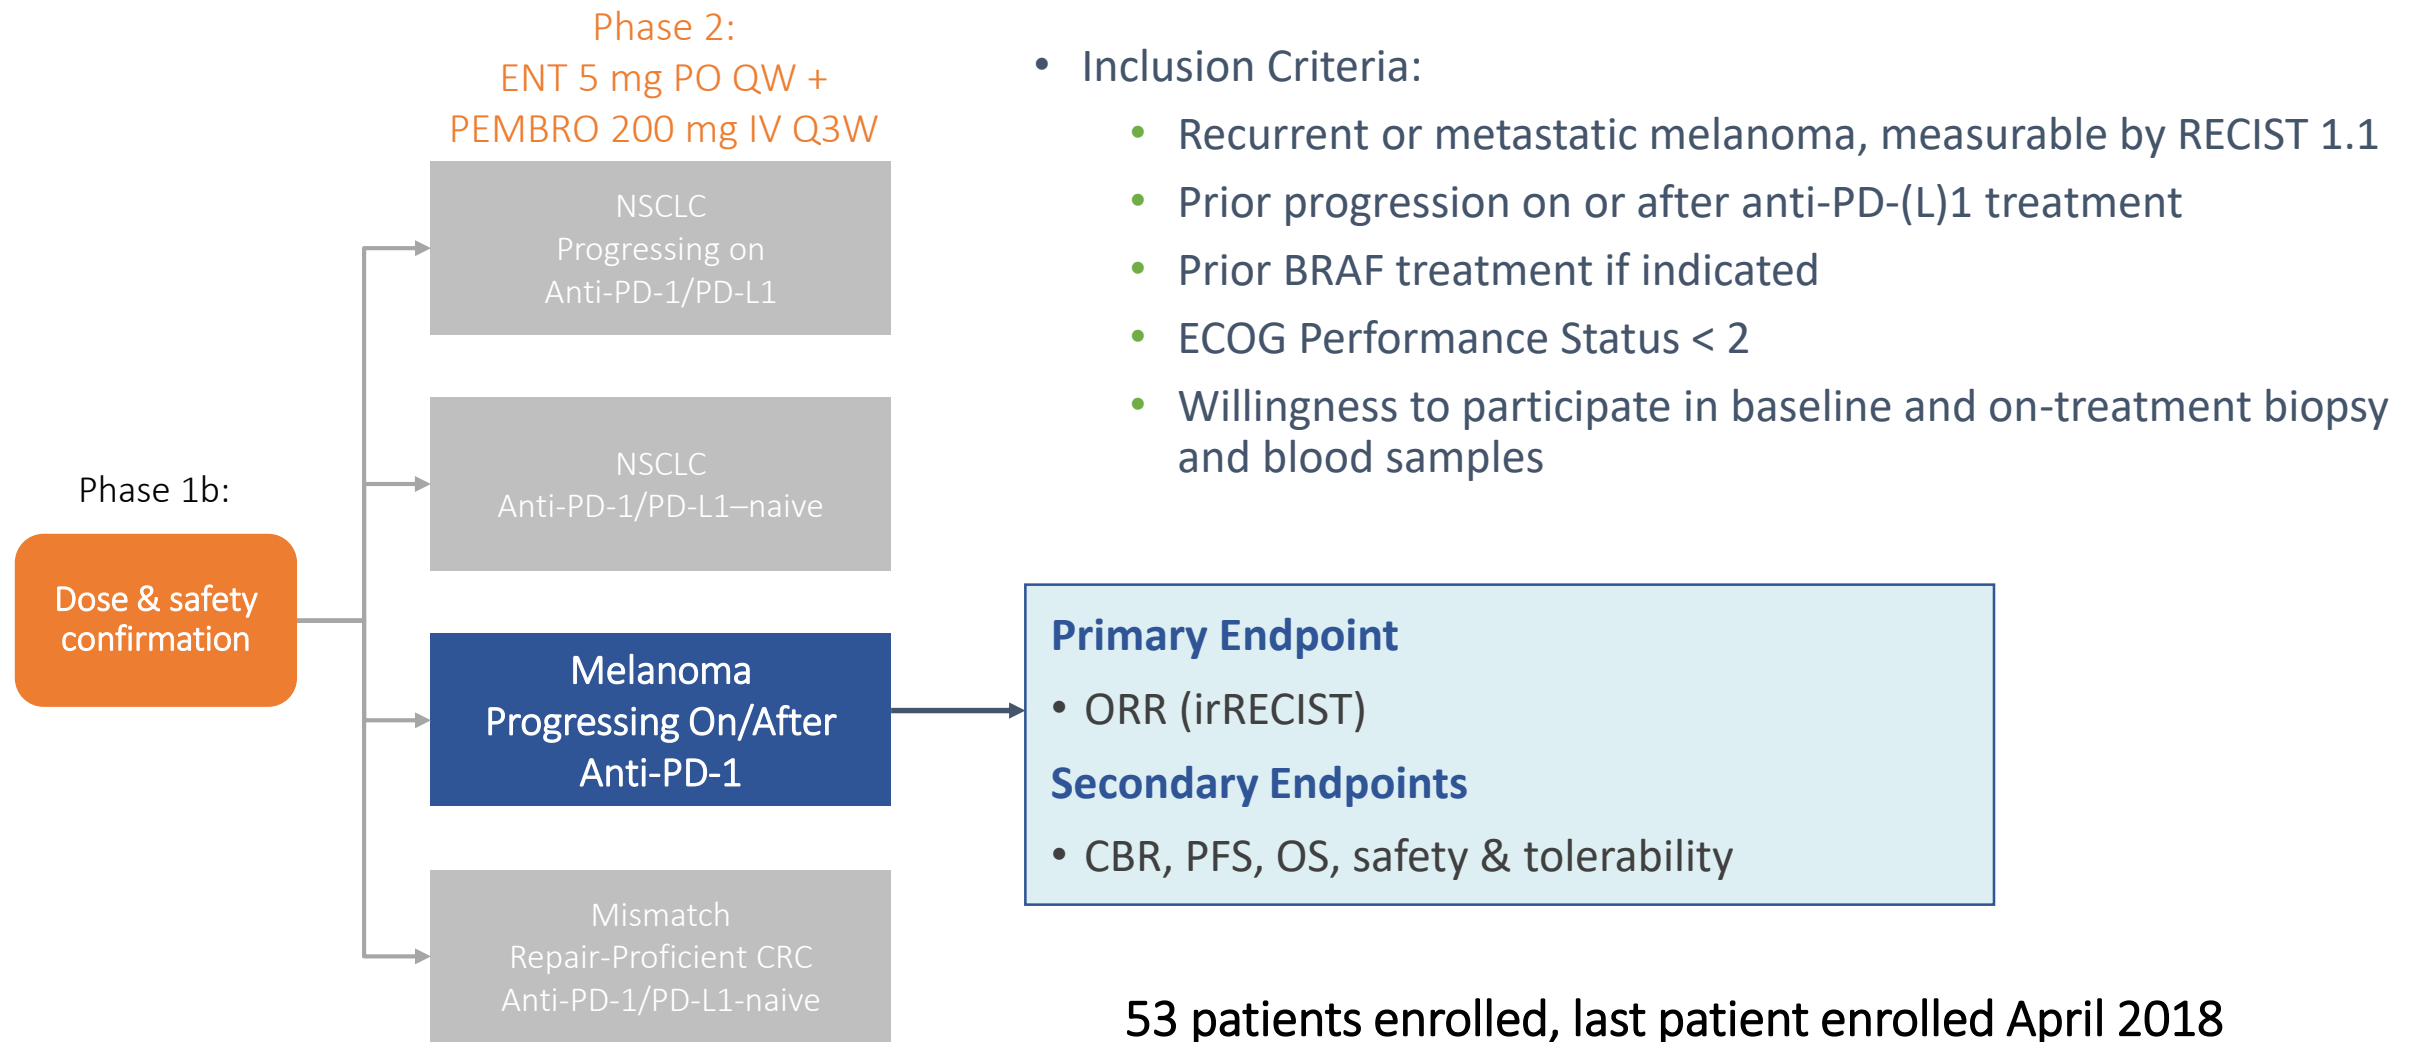 Phase 2:
ENT 5 mg PO QW +
PEMBRO 200 mg IV Q3W
NSCLC
Progressing on
Anti-PD-1/PD-L1
NSCLC
Anti-PD-1/PD-L1–naive
Phase 1b:
Dose & safety
confirmation
Melanoma
Progressing On/After
Anti-PD-1
Mismatch
Repair-Proficient CRC
Anti-PD-1/PD-L1-naive
• Inclusion Criteria:
• Recurrent or metastatic melanoma, measurable by RECIST 1.1
• Prior progression on or after anti-PD-(L)1 treatment
• Prior BRAF treatment if indicated
• ECOG Performance Status < 2
• Willingness to participate in baseline and on-treatment biopsy
and blood samples
Primary Endpoint
• ORR (irRECIST)
Secondary Endpoints
• CBR, PFS, OS, safety & tolerability
53 patients enrolled, last patient enrolled April 2018